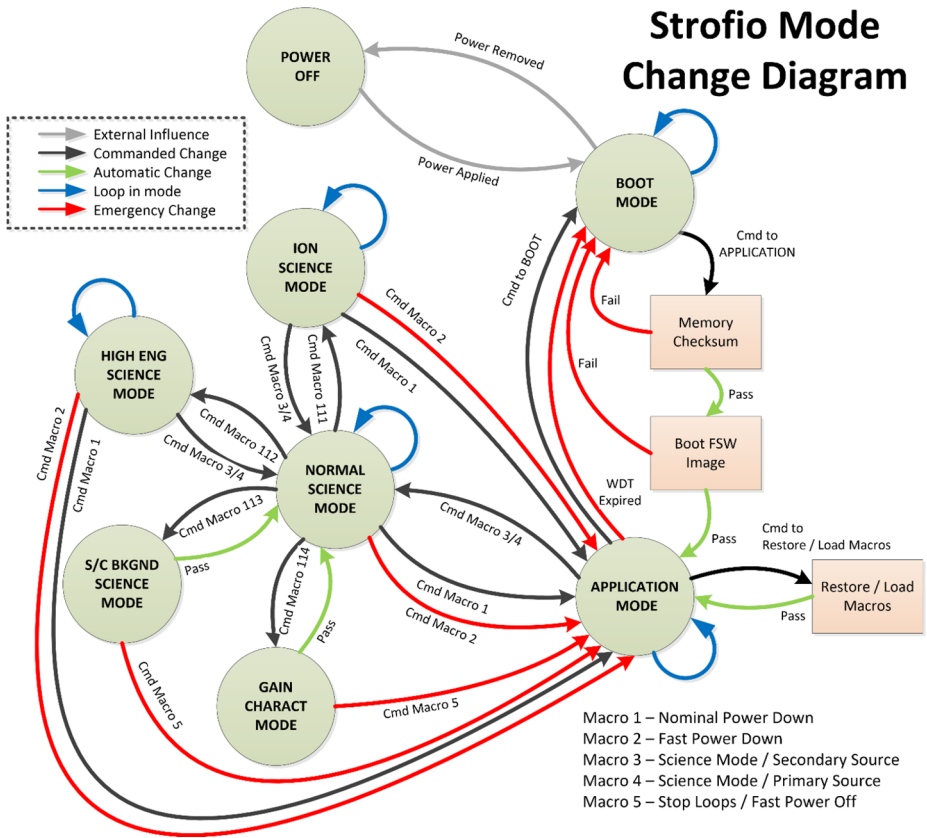 Strofio Mode
Change Diagram
POWER
OFF
Power Removed
Power Applied
External Influence
Commanded Change
Automatic Change
Loop in mode
Emergency Change
BOOT
MODE
Cmd to
APPLICATION
ION
SCIENCE
MODE
Cmd to BOOT
Fail
Memory
Checksum
Cmd Macro 2
Cmd Macro 1
HIGH ENG
SCIENCE
MODE
Cmd Macro 3/4
Cmd Macro 111
Fail
Pass
Cmd Macro 2
Cmd Macro 1
Cmd Macro 112
Cmd Macro 3/4
Boot FSW
Image
NORMAL
SCIENCE
MODE
WDT
Expired
Cmd Macro 113
Cmd Macro 3/4
Pass
Cmd to
Restore / Load Macros
S/C BKGND
SCIENCE
MODE
Pass
Cmd Macro 114
Cmd Macro 1
Cmd Macro 2
APPLICATION
MODE
Restore / Load
Macros
Pass
Pass
GAIN
CHARACT
MODE
Cmd Macro 5
Cmd Macro 5
Macro 1 – Nominal Power Down
Macro 2 – Fast Power Down
Macro 3 – Science Mode / Secondary Source
Macro 4 – Science Mode / Primary Source
Macro 5 – Stop Loops / Fast Power Off